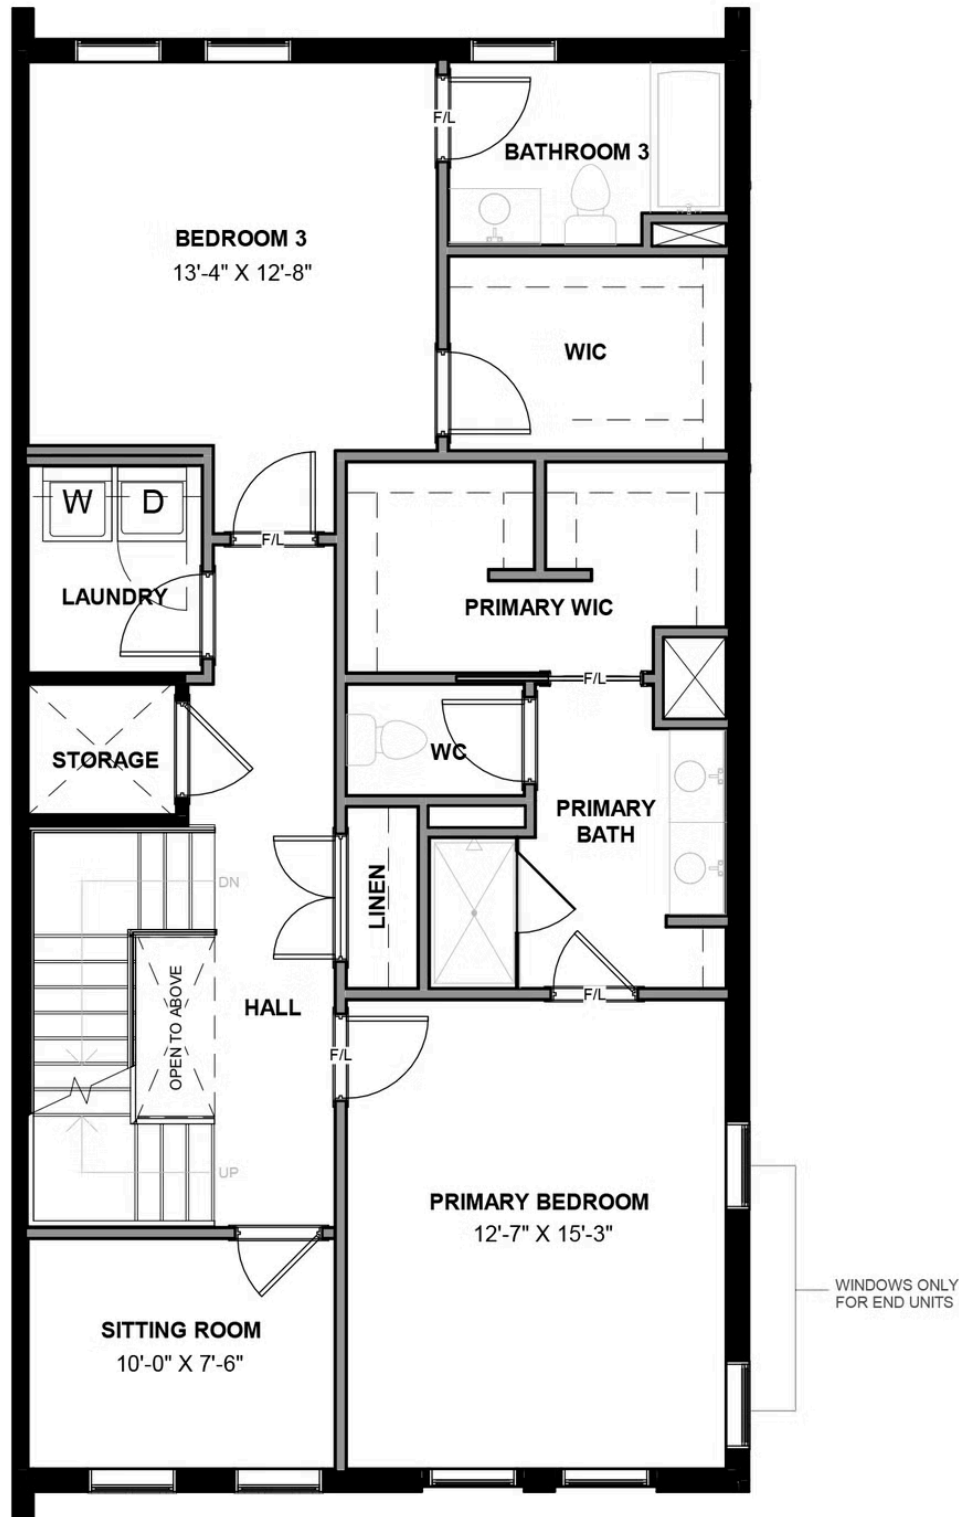 F/L
BATHROOM 3
BEDROOM 3
13'-4" X 12'-8"
WIC
W
D
F/L
LAUNDRY
PRIMARY WIC
F/L
STORAGE
WC
PRIMARY
BATH
DN
LINEN
OPEN TO ABOVE
HALL
F/L
F/L
UP
PRIMARY BEDROOM
12'-7" X 15'-3"
WINDOWS ONLY
FOR END UNITS
SITTING ROOM
10'-0" X 7'-6"